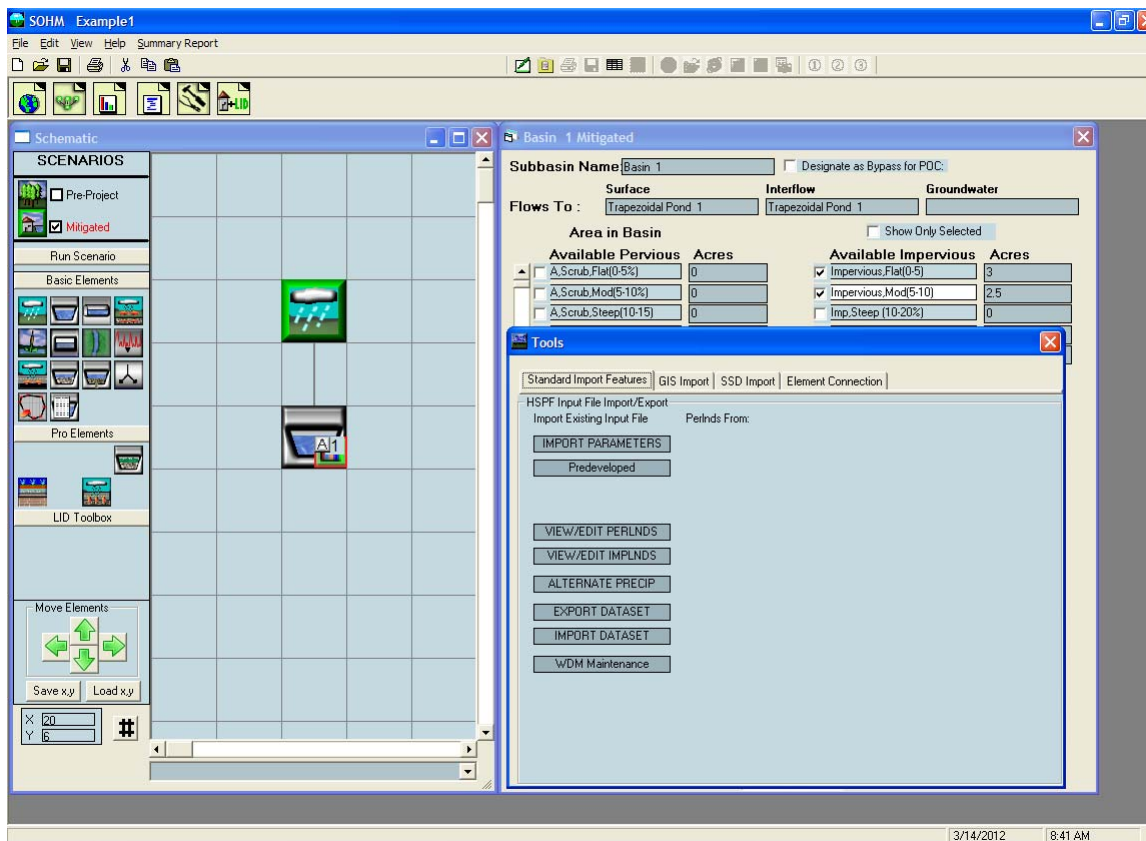 SOHM Example1
File Edit View Help Summary Report
Schematic
SCENARIOS
Pre-Project
Mitigated
Run Scenario
Basic Elements
Pro Elements
LID Toolbox
Move Elements
Save x,y Load x,y
X 20
Y 6
#
A 1
+LID
Basin 1 Mitigated
Subbasin Name: Basin 1 Designate as Bypass for POC:
Surface Interflow Groundwater
Flows To : Trapezoidal Pond 1 Trapezoidal Pond 1
Area in Basin Show Only Selected
Available Pervious Acres Available Impervious Acres
A,Scrub,Flat(0-5%) 0 Impervious,Flat(0-5) 3
A,Scrub,Mod(5-10%) 0 Impervious,Mod(5-10) 2.5
A,Scrub,Steep(10-15) 0 Imp,Steep (10-20%) 0
Tools
Standard Import Features GIS Import SSD Import Element Connection
HSPF Input File Import/Export
Import Existing Input File Perlnds From:
IMPORT PARAMETERS
Predeveloped
VIEW/EDIT PERLNDS
VIEW/EDIT IMPLNDS
ALTERNATE PRECIP
EXPORT DATASET
IMPORT DATASET
WDM Maintenance
3/14/2012 8:41 AM